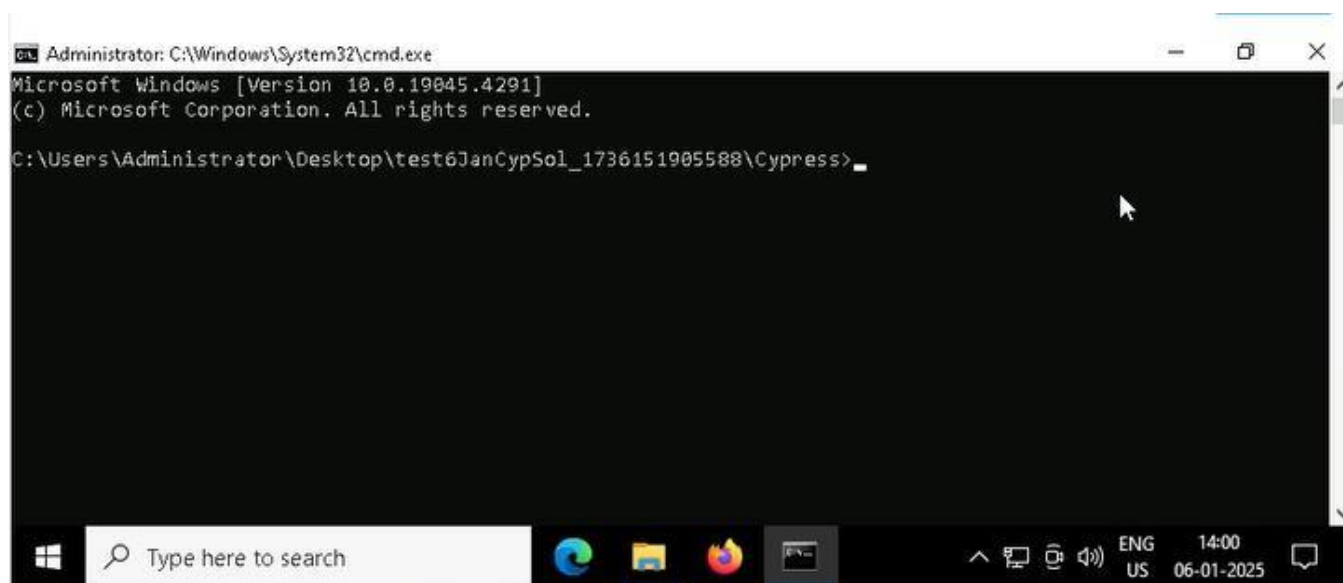 Administrator: C:\Windows\System32\cmd.exe
Microsoft Windows [Version 10.0.19045.4291]
(c) Microsoft Corporation. All rights reserved.
C:\Users\Administrator\Desktop\test6JanCypSol_1736151905588\Cypress>
Type here to search
ENG
US
14:00
06-01-2025